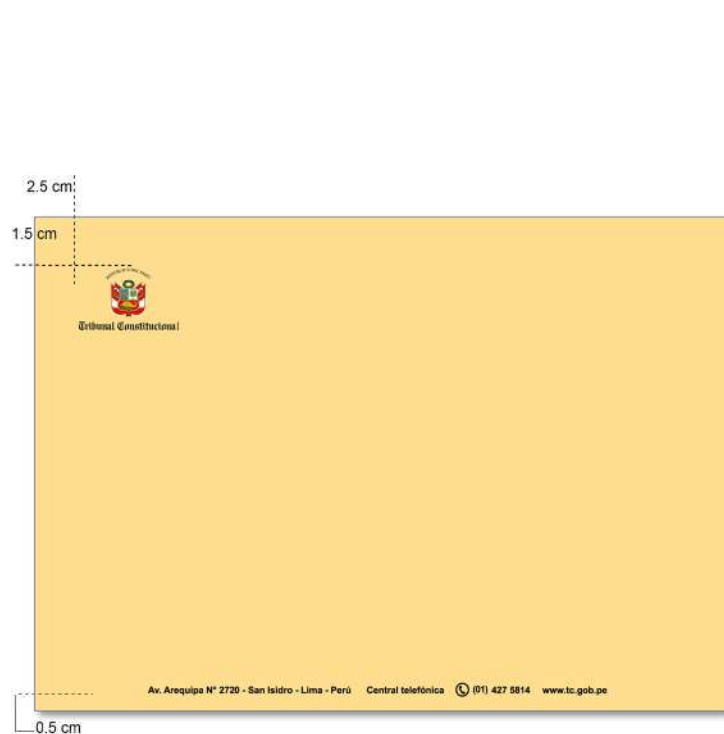 2.5 cm
1.5 cm
Tribunal Constitucional
Av. Arequipa N° 2720 - San Isidro - Lima - Perú Central telefónica (01) 427 5814 www.tc.gob.pe
0.5 cm